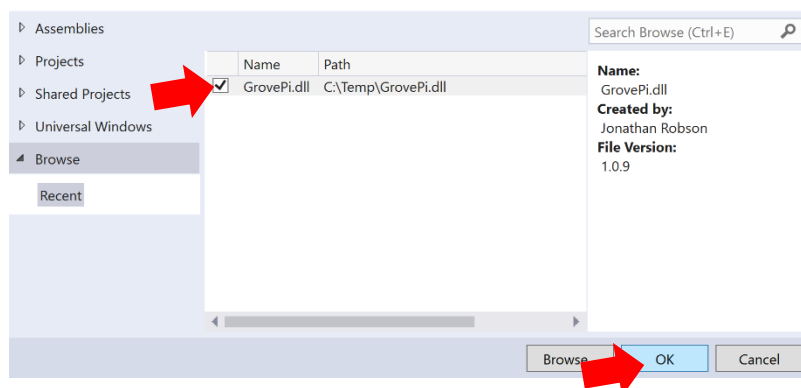 Assemblies
Projects
Shared Projects
Universal Windows
Browse
Recent
Name Path
GrovePi.dll C:\Temp\GrovePi.dll
Search Browse (Ctrl+E)
Name:
GrovePi.dll
Created by:
Jonathan Robson
File Version:
1.0.9
Browse... OK Cancel